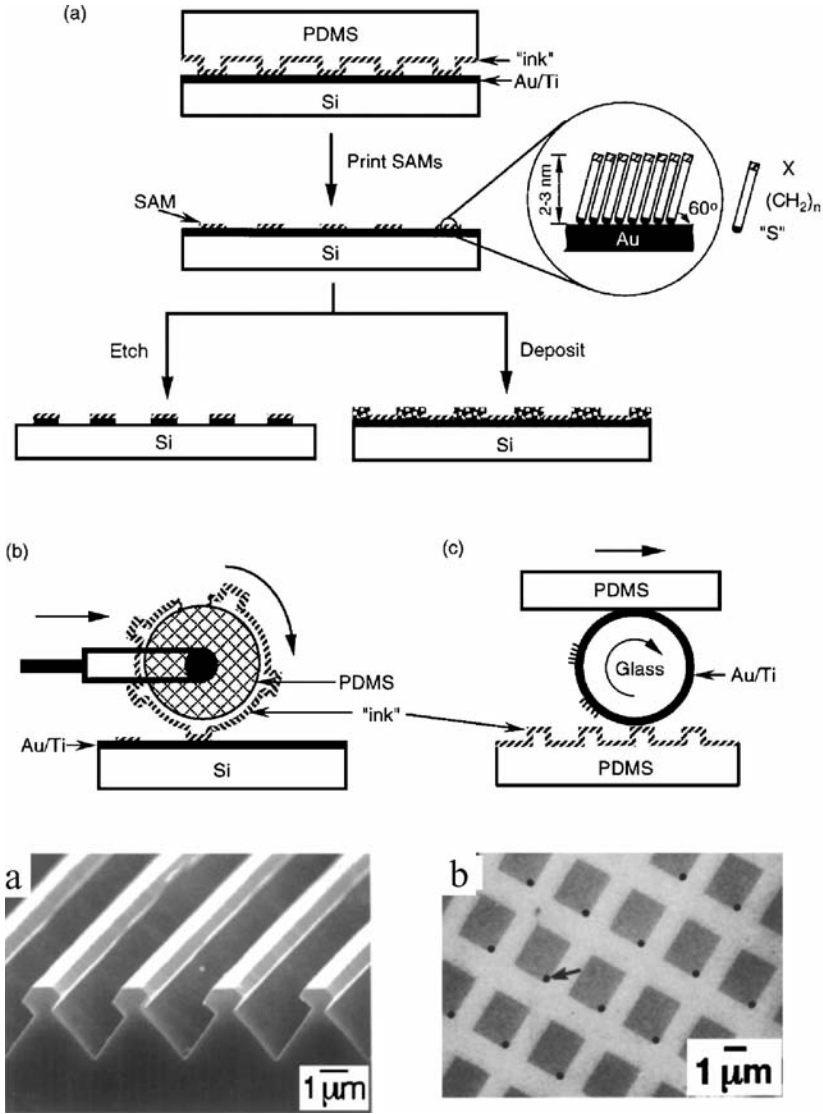 (a)
PDMS
"ink"
Au/Ti
Si
Print SAMs
SAM
Si
2-3 nm
60°
Au
X
(CH2)n
"S"
Etch
Deposit
Si
Si
(b)
PDMS
"ink"
Au/Ti
Si
(c)
PDMS
Glass
Au/Ti
PDMS
a
1 μm
b
1 μm